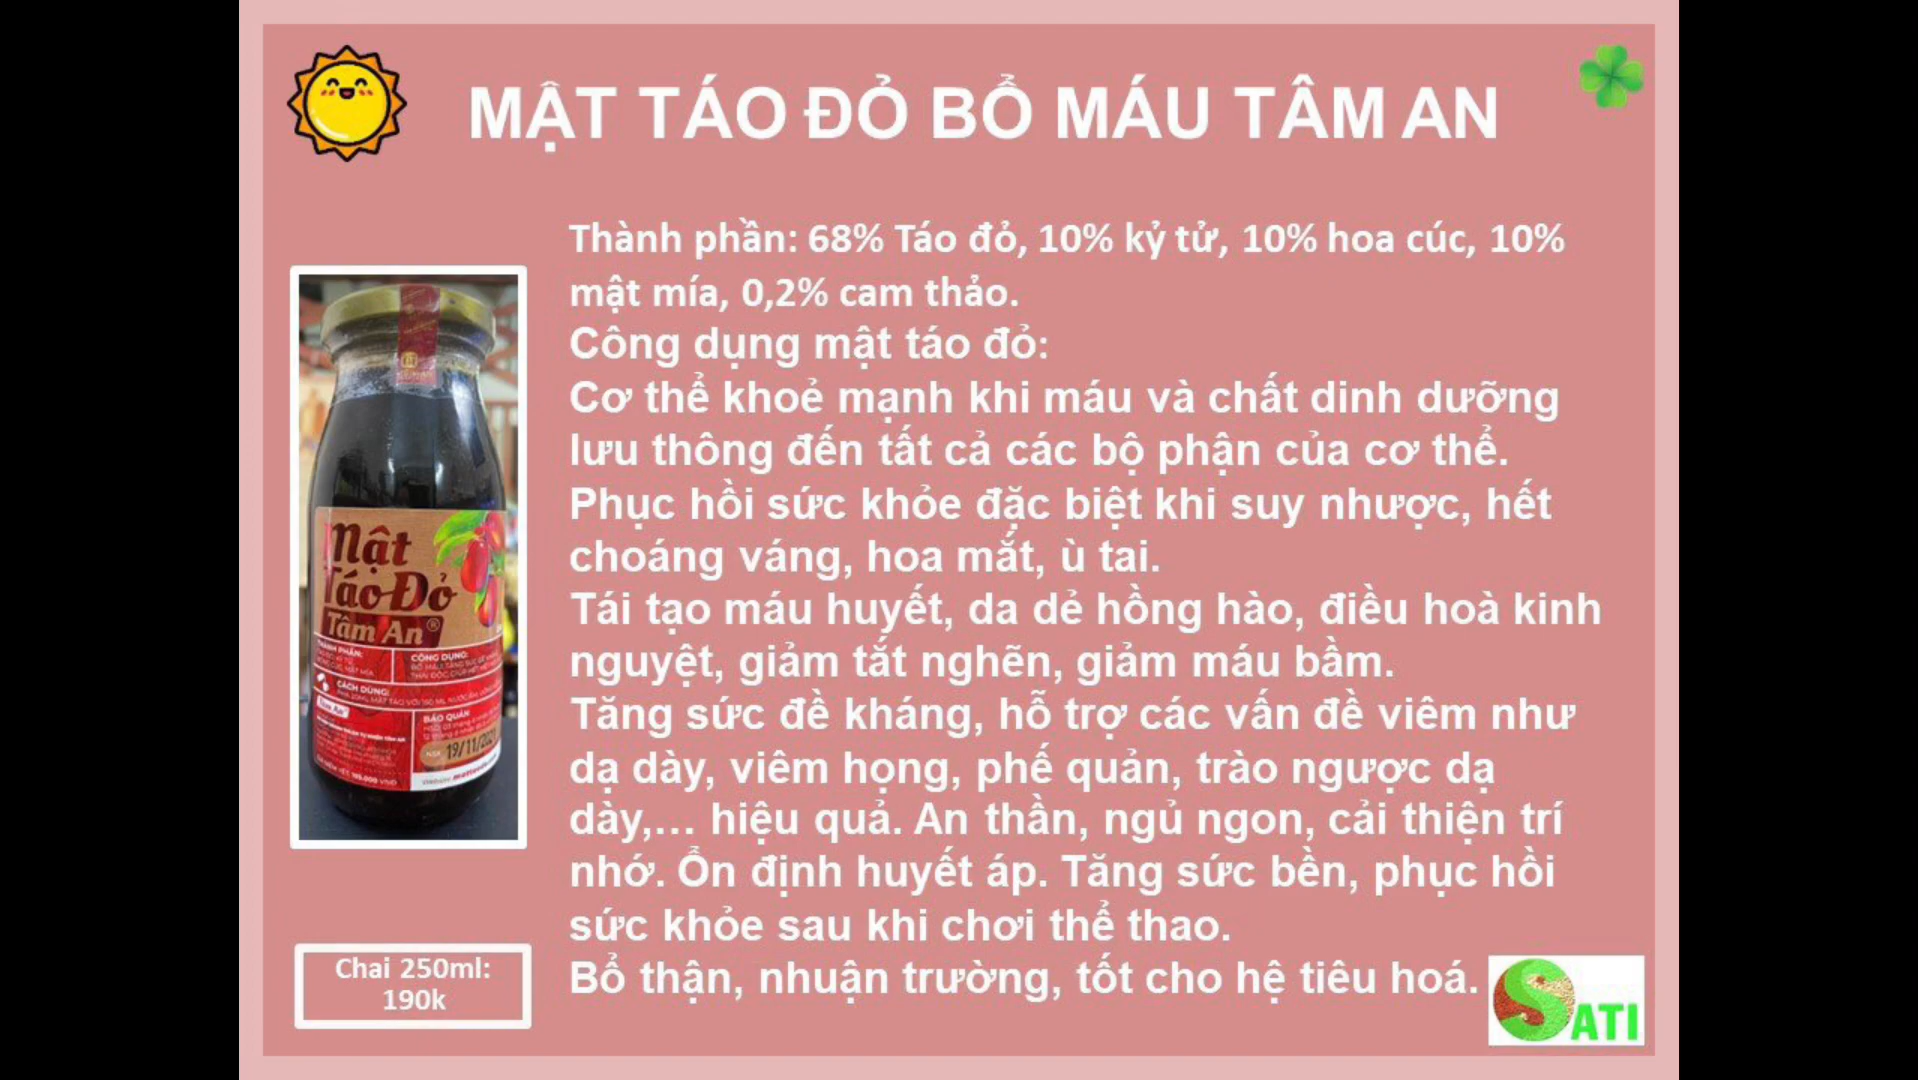 MẬT TÁO ĐỎ BỔ MÁU TÂM AN
Thành phần: 68% Táo đỏ, 10% kỷ tử, 10% hoa cúc, 10%
mật mía, 0,2% cam thảo.
Công dụng mật táo đỏ:
Cơ thể khoẻ mạnh khi máu và chất dinh dưỡng
lưu thông đến tất cả các bộ phận của cơ thể.
Phục hồi sức khỏe đặc biệt khi suy nhược, hết
choáng váng, hoa mắt, ù tai.
Tái tạo máu huyết, da dẻ hồng hào, điều hoà kinh
nguyệt, giảm tắt nghẽn, giảm máu bầm.
Tăng sức đề kháng, hỗ trợ các vấn đề viêm như
dạ dày, viêm họng, phế quản, trào ngược dạ
dày,... hiệu quả. An thần, ngủ ngon, cải thiện trí
nhớ. Ổn định huyết áp. Tăng sức bền, phục hồi
sức khỏe sau khi chơi thể thao.
Bổ thận, nhuận trường, tốt cho hệ tiêu hoá.
Mật
Táo Đỏ
Tâm An®
THÀNH PHẦN:
CÔNG DỤNG:
CÁCH DÙNG:
Tâm An
BẢO QUẢN
NSX 19/11/202
Chai 250ml:
190k
SATI